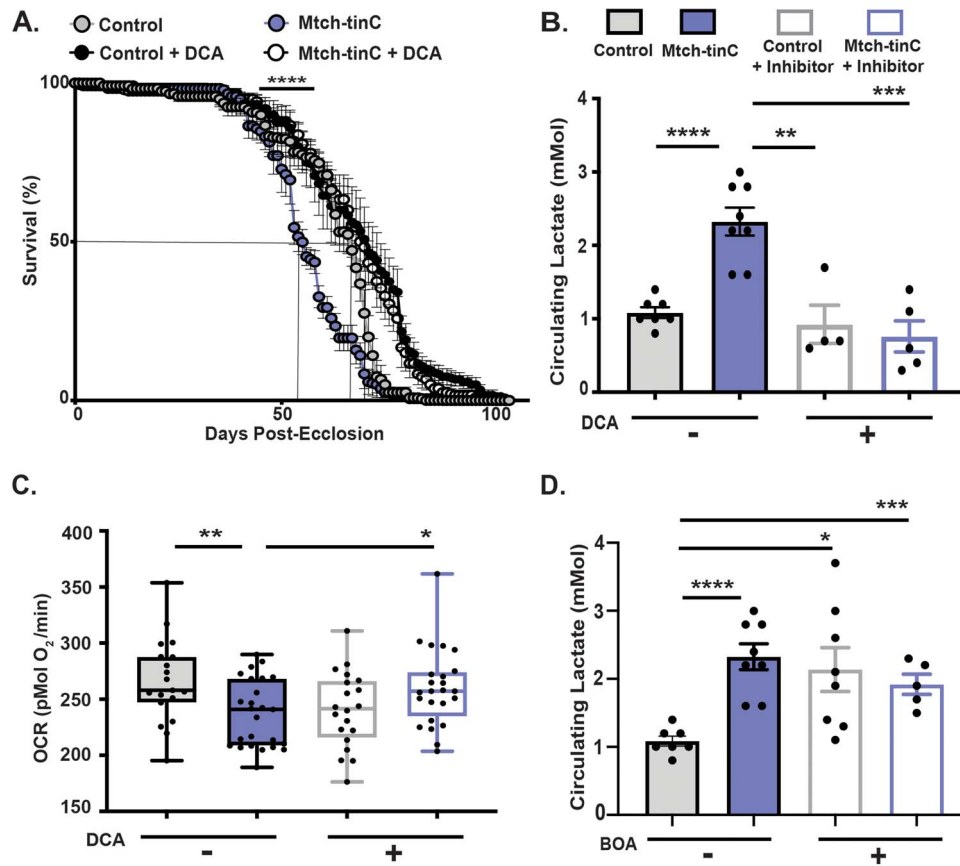 A.
Control
Mtch-tinC
Control + DCA
Mtch-tinC + DCA
****
100
50
0
Survival (%)
0
50
100
Days Post-Ecclosion
B.
Control
Mtch-tinC
Control
+ Inhibitor
Mtch-tinC
+ Inhibitor
4
3
2
1
0
Circulating Lactate (mMol)
****
**
***
DCA
-
+
C.
400
350
300
250
200
150
OCR (pMol O2/min)
**
*
DCA
-
+
D.
4
3
2
1
0
Circulating Lactate (mMol)
****
*
***
BOA
-
+